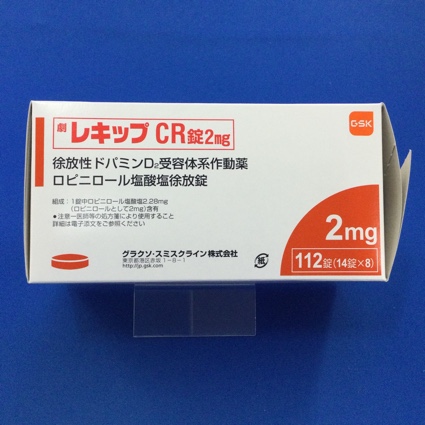 劇 レキップ CR錠2mg
GSK
徐放性ドパミンD₂受容体系作動薬
ロピニロール塩酸塩徐放錠
組成：1錠中ロピニロール塩酸塩2.28mg
（ロピニロールとして2mg）含有
●注意－医師等の処方箋により使用すること
詳細は電子添文をご参照ください
2mg
112錠（14錠×8）
グラクソ・スミスクライン株式会社
東京都港区赤坂1－8－1
http://jp.gsk.com
紙